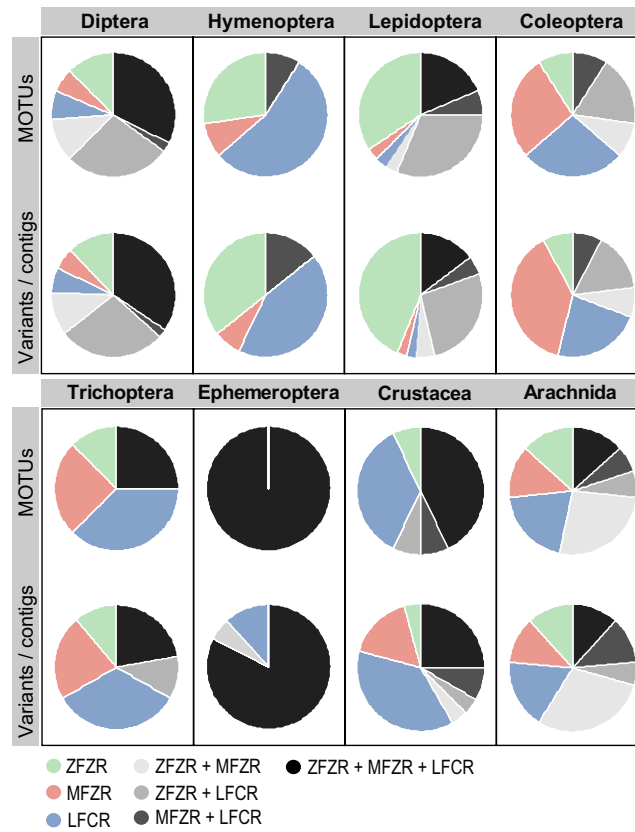 Diptera Hymenoptera Lepidoptera Coleoptera
MOTUs
Variants / contigs
Trichoptera Ephemeroptera Crustacea Arachnida
MOTUs
Variants / contigs
ZFZR ZFZR + MFZR ZFZR + MFZR + LFCR
MFZR ZFZR + LFCR
LFCR MFZR + LFCR